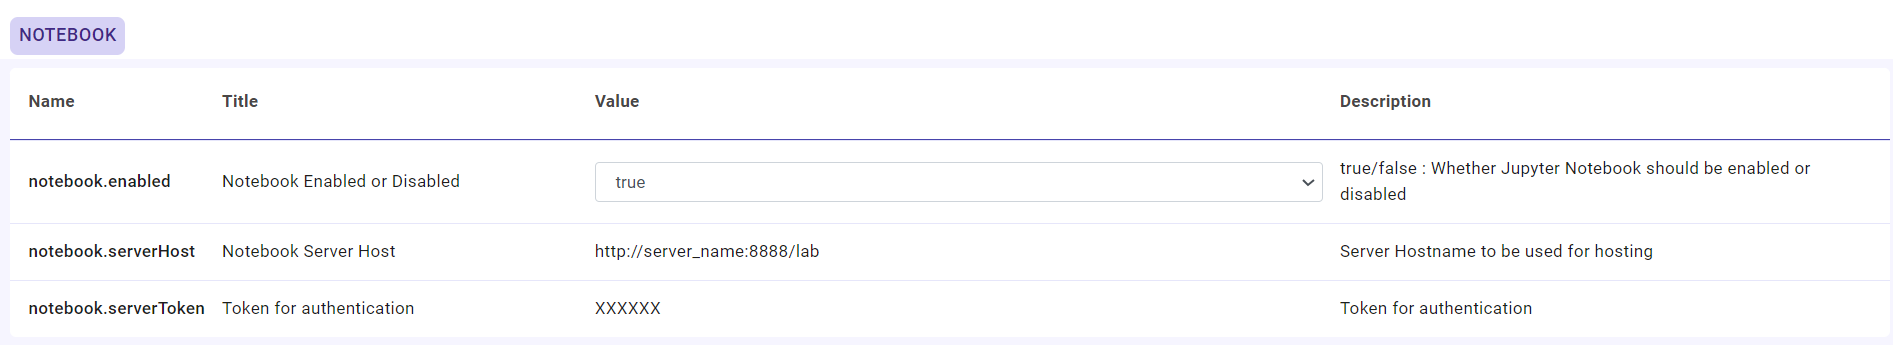 NOTEBOOK
Name Title Value Description
notebook.enabled Notebook Enabled or Disabled true true/false : Whether Jupyter Notebook should be enabled or
disabled
notebook.serverHost Notebook Server Host http://server_name:8888/lab Server Hostname to be used for hosting
notebook.serverToken Token for authentication XXXXXX Token for authentication